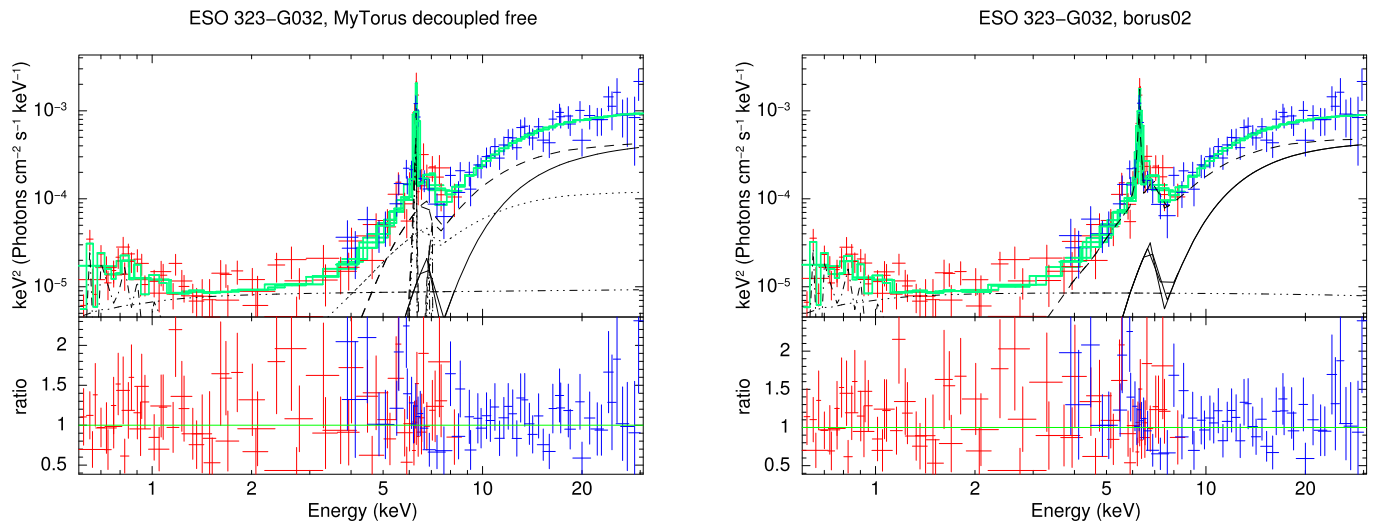 ESO 323−G032, MyTorus decoupled free
keV² (Photons cm⁻² s⁻¹ keV⁻¹)
10⁻³
10⁻⁴
10⁻⁵
ratio
2
1.5
1
0.5
1 2 5 10 20
Energy (keV)
ESO 323−G032, borus02
keV² (Photons cm⁻² s⁻¹ keV⁻¹)
10⁻³
10⁻⁴
10⁻⁵
ratio
2
1.5
1
0.5
1 2 5 10 20
Energy (keV)